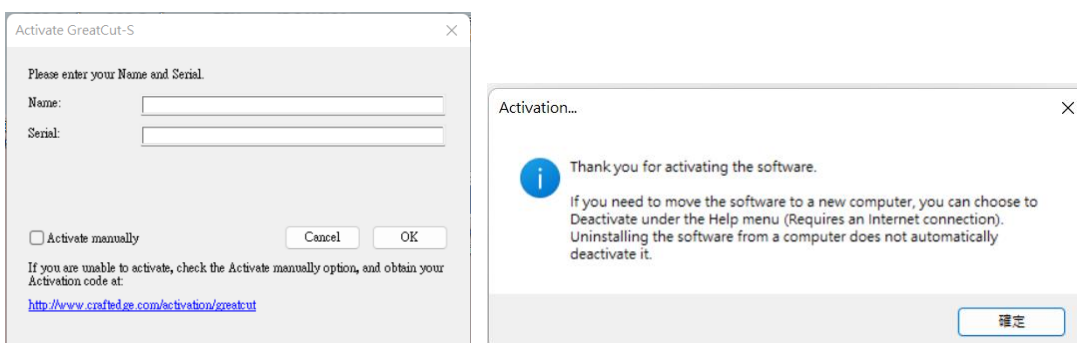 Activate GreatCut-S
Please enter your Name and Serial.
Name:
Serial:
Activate manually
Cancel
OK
If you are unable to activate, check the Activate manually option, and obtain your
Activation code at:
http://www.craftedge.com/activation/greatcut
Activation...
Thank you for activating the software.
If you need to move the software to a new computer, you can choose to
Deactivate under the Help menu (Requires an Internet connection).
Uninstalling the software from a computer does not automatically
deactivate it.
確定